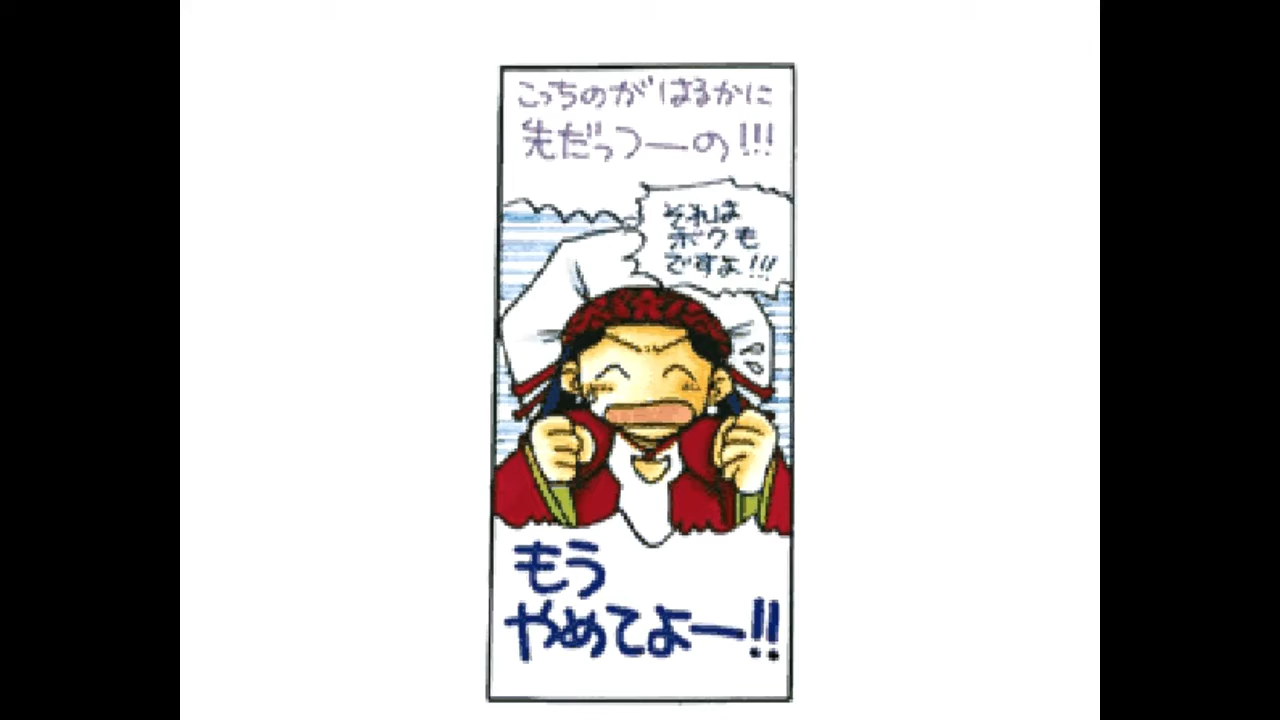 こっちのがはるかに
先だっつーの!!!
それは
ボクも
ですよ!!!
もう
やめてよー!!